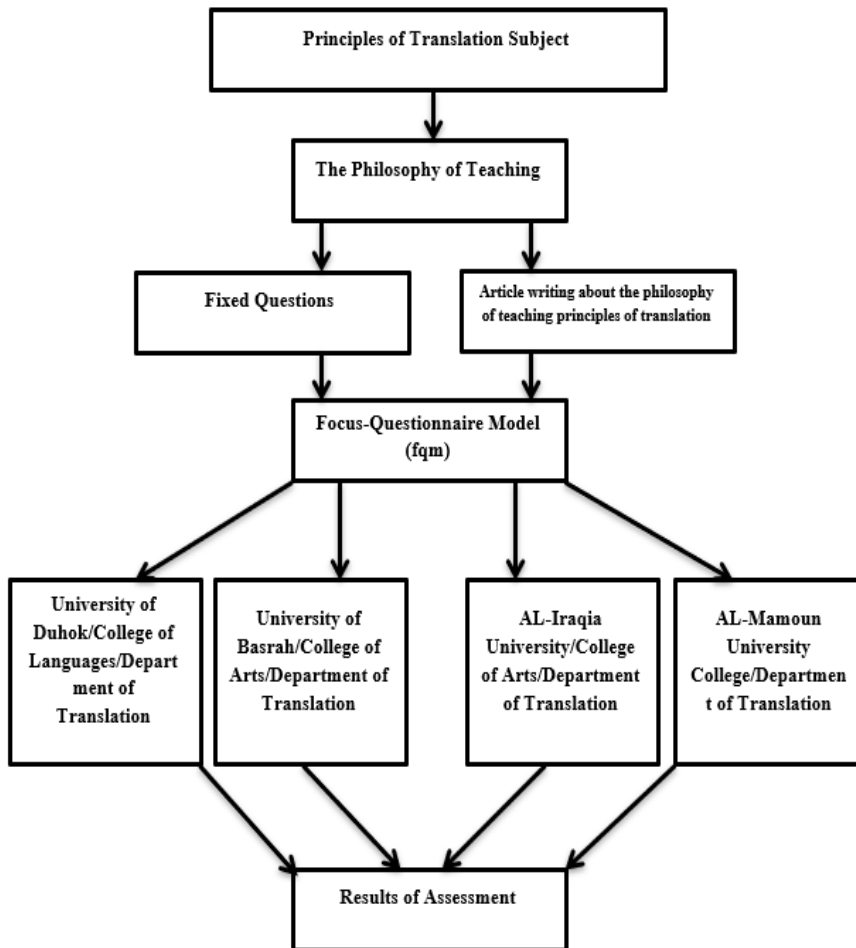 Principles of Translation Subject
The Philosophy of Teaching
Fixed Questions
Article writing about the philosophy
of teaching principles of translation
Focus-Questionnaire Model
(fqm)
University of
Duhok/College of
Languages/Depart
ment of
Translation
University of
Basrah/College of
Arts/Department of
Translation
AL-Iraqia
University/College
of Arts/Department
of Translation
AL-Mamoun
University
College/Departmen
t of Translation
Results of Assessment